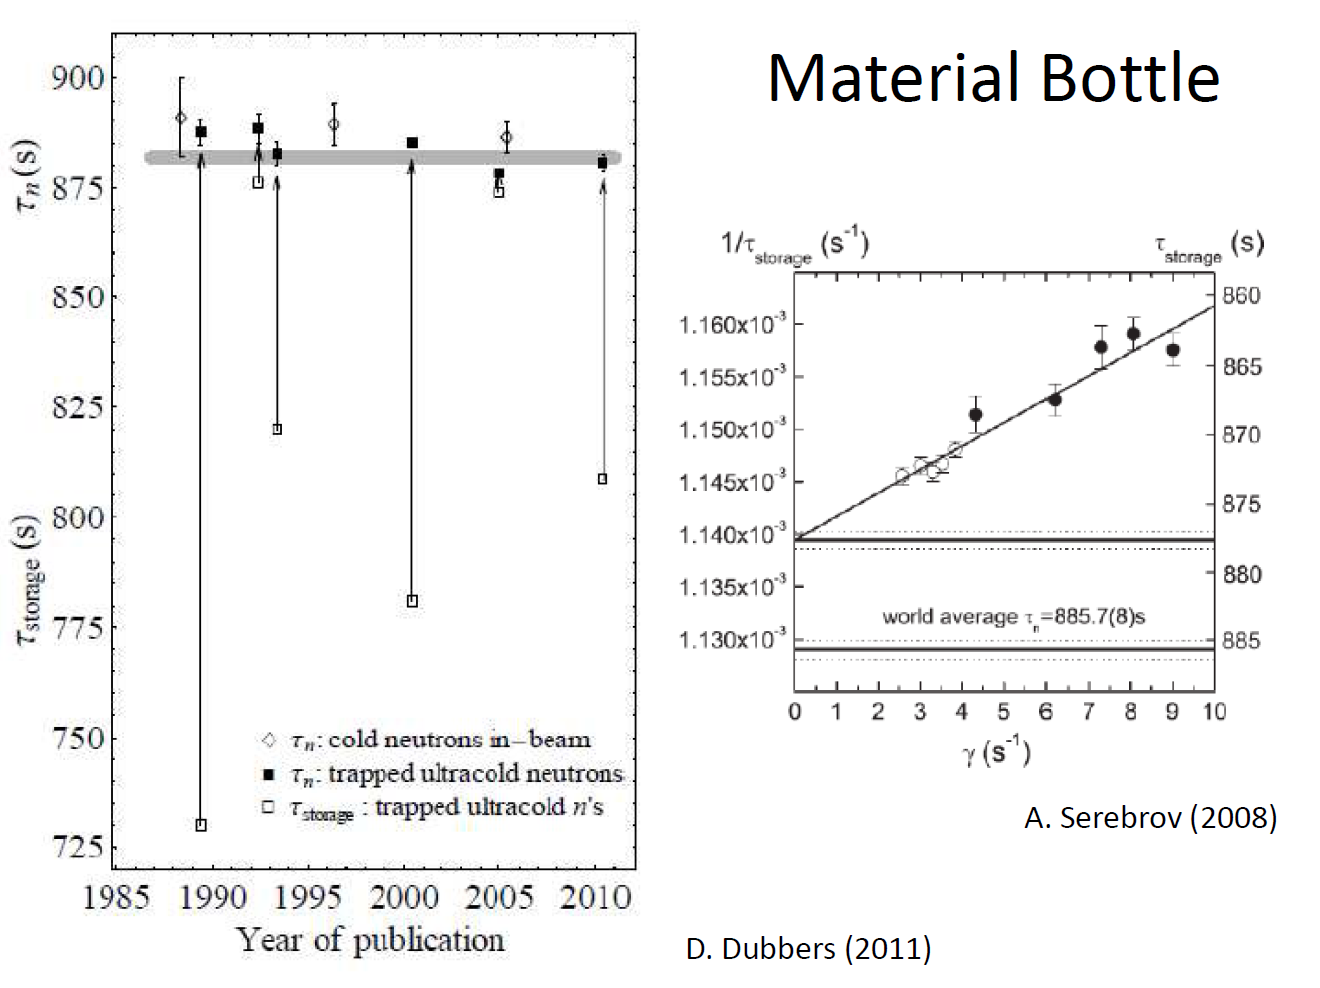 Material Bottle
900
875
850
825
800
775
750
725
τn (s)
τstorage (s)
◇ τn: cold neutrons in−beam
■ τn: trapped ultracold neutrons
□ τstorage : trapped ultracold n's
1985 1990 1995 2000 2005 2010
Year of publication
D. Dubbers (2011)
1/τstorage (s-1)
τstorage (s)
1.160x10-3
1.155x10-3
1.150x10-3
1.145x10-3
1.140x10-3
1.135x10-3
1.130x10-3
860
865
870
875
880
885
world average τn=885.7(8)s
0 1 2 3 4 5 6 7 8 9 10
γ (s-1)
A. Serebrov (2008)